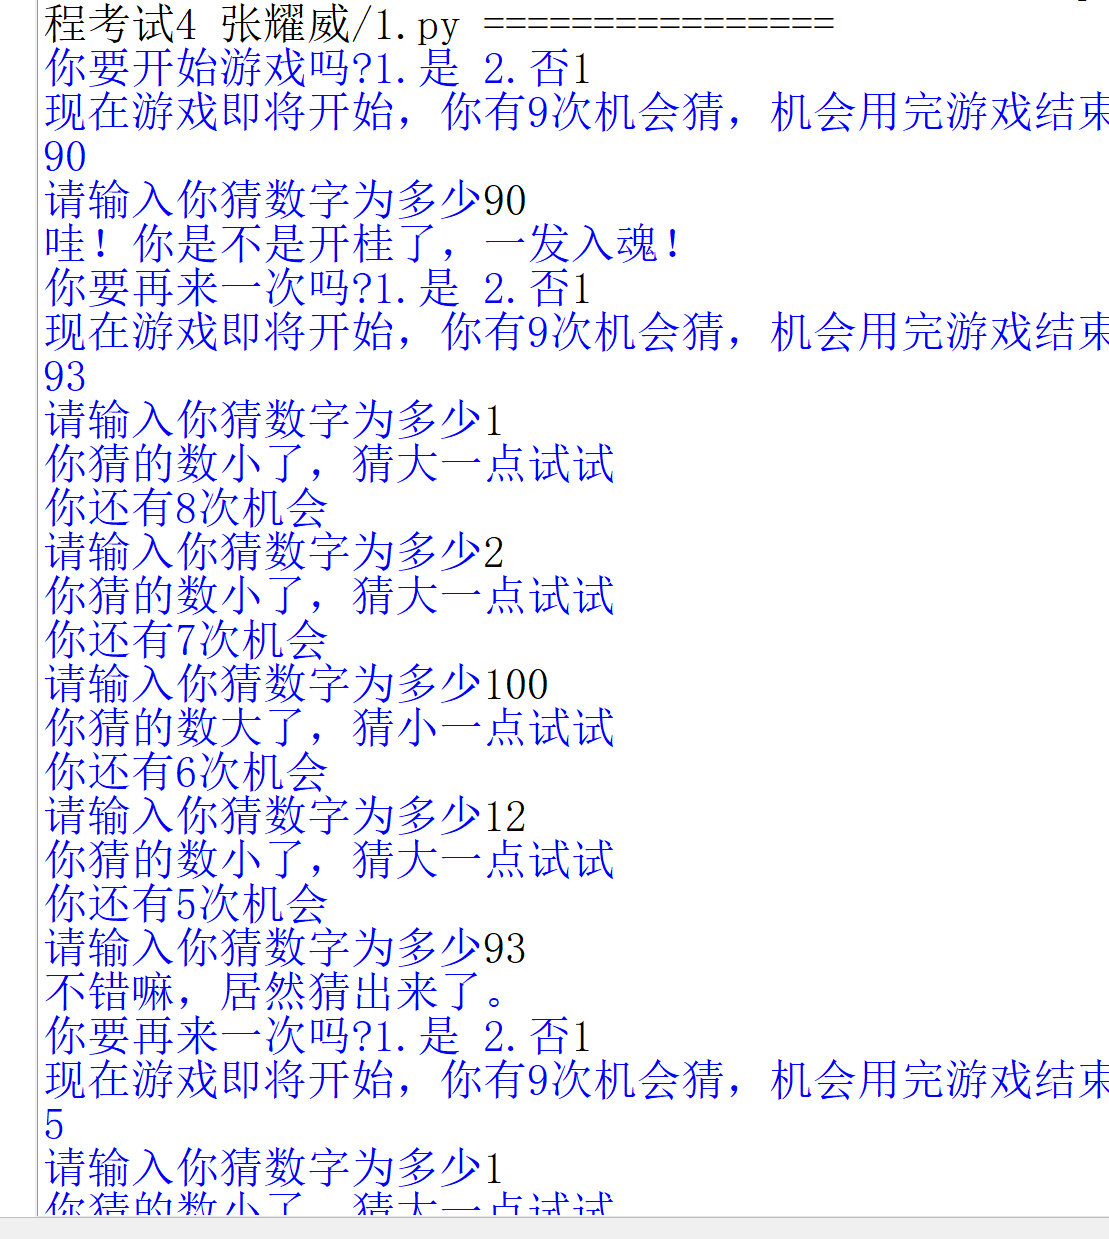 程考试4 张耀威/1.py ================
你要开始游戏吗?1.是 2.否1
现在游戏即将开始，你有9次机会猜，机会用完游戏结束
90
请输入你猜数字为多少90
哇！你是不是开桂了，一发入魂！
你要再来一次吗?1.是 2.否1
现在游戏即将开始，你有9次机会猜，机会用完游戏结束
93
请输入你猜数字为多少1
你猜的数小了，猜大一点试试
你还有8次机会
请输入你猜数字为多少2
你猜的数小了，猜大一点试试
你还有7次机会
请输入你猜数字为多少100
你猜的数大了，猜小一点试试
你还有6次机会
请输入你猜数字为多少12
你猜的数小了，猜大一点试试
你还有5次机会
请输入你猜数字为多少93
不错嘛，居然猜出来了。
你要再来一次吗?1.是 2.否1
现在游戏即将开始，你有9次机会猜，机会用完游戏结束
5
请输入你猜数字为多少1
你猜的数小了，猜大一点试试